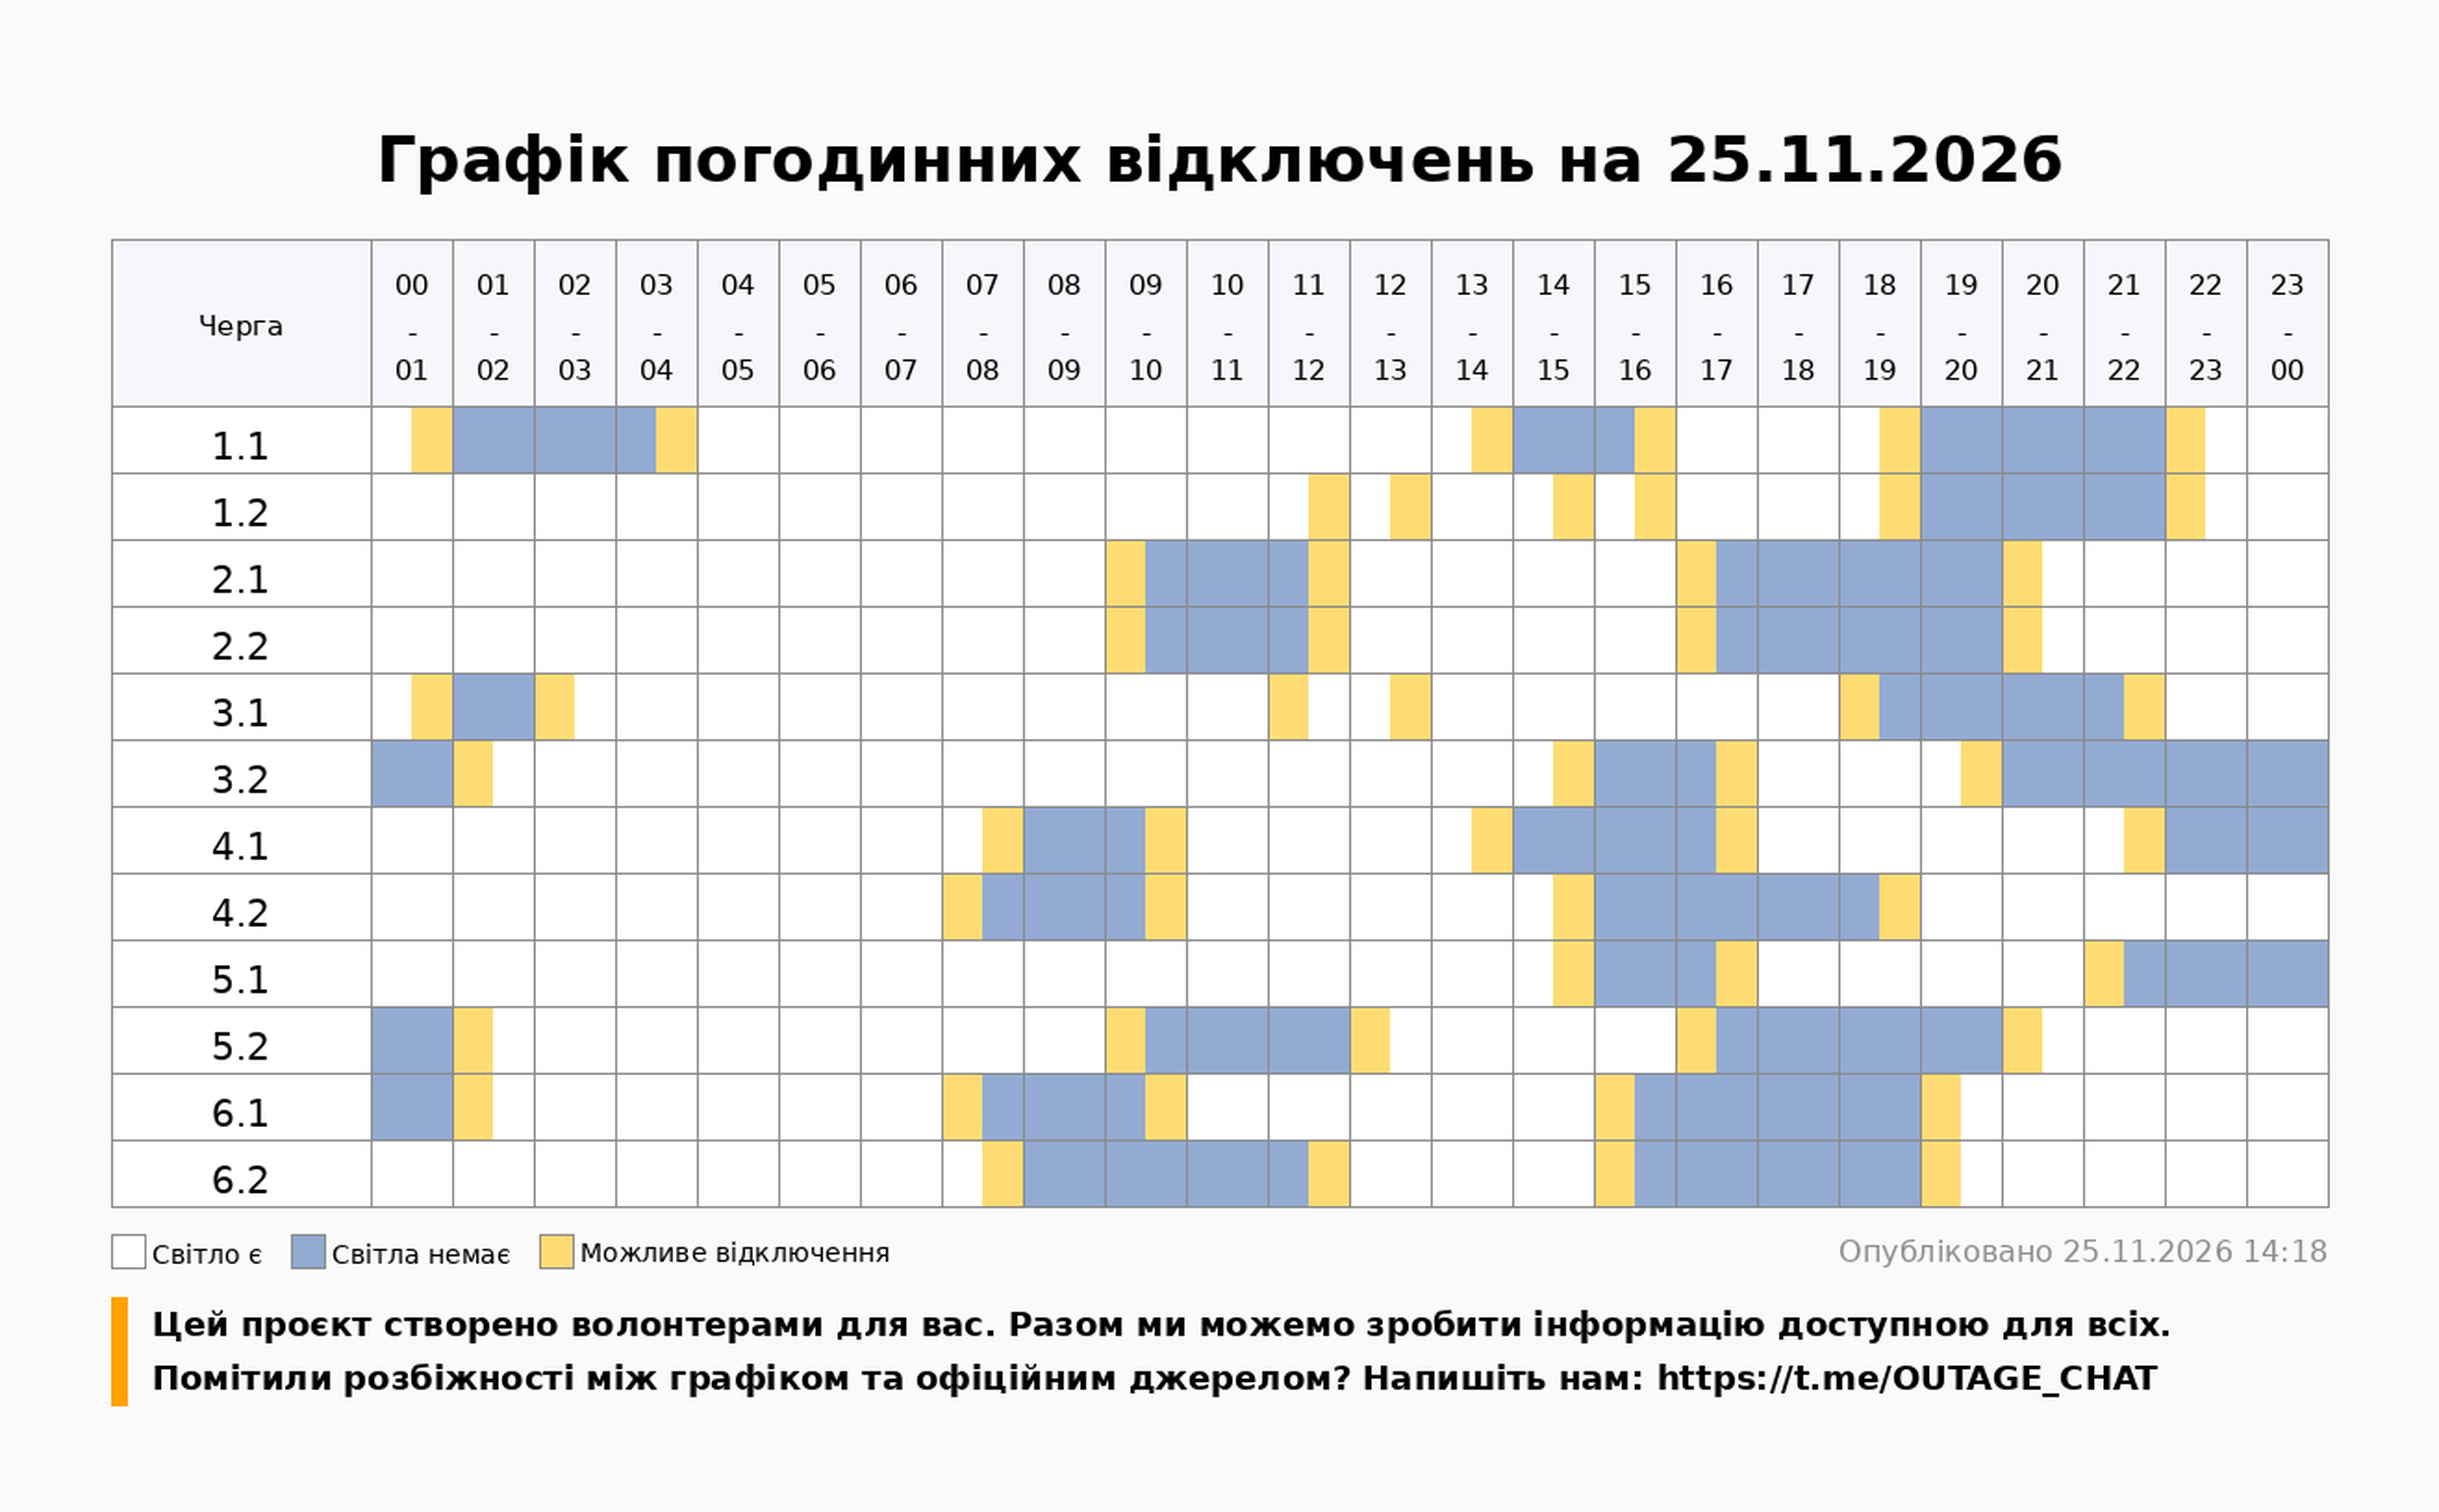 Графік погодинних відключень на 25.11.2026
Черга
00 - 01
01 - 02
02 - 03
03 - 04
04 - 05
05 - 06
06 - 07
07 - 08
08 - 09
09 - 10
10 - 11
11 - 12
12 - 13
13 - 14
14 - 15
15 - 16
16 - 17
17 - 18
18 - 19
19 - 20
20 - 21
21 - 22
22 - 23
23 - 00
1.1
1.2
2.1
2.2
3.1
3.2
4.1
4.2
5.1
5.2
6.1
6.2
Світло є
Світла немає
Можливе відключення
Опубліковано 25.11.2026 14:18
Цей проєкт створено волонтерами для вас. Разом ми можемо зробити інформацію доступною для всіх.
Помітили розбіжності між графіком та офіційним джерелом? Напишіть нам: https://t.me/OUTAGE_CHAT